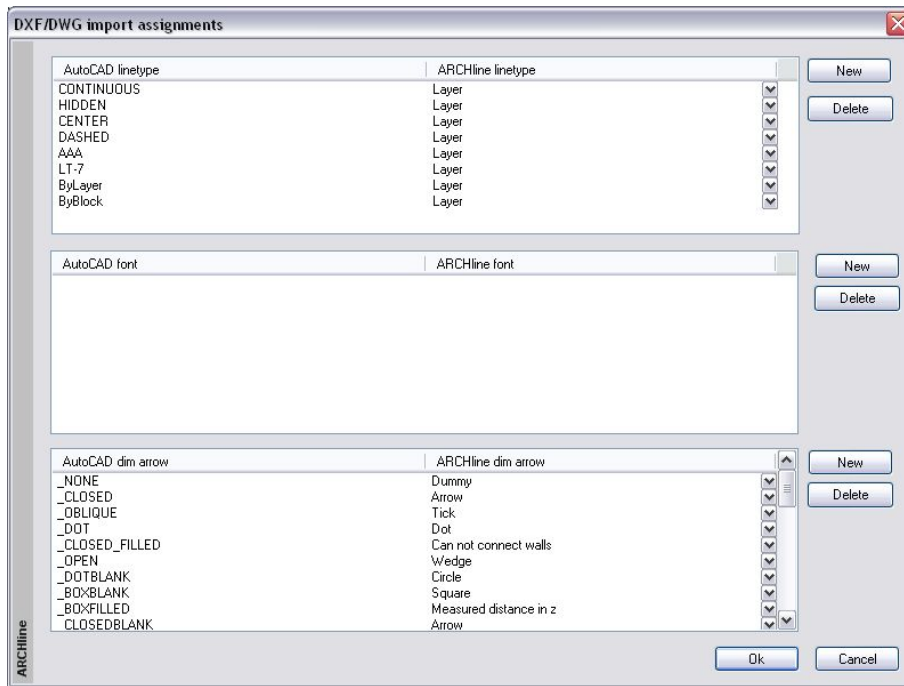 DXF/DWG import assignments
AutoCAD linetype ARCHline linetype
CONTINUOUS Layer
HIDDEN Layer
CENTER Layer
DASHED Layer
AAA Layer
LT-7 Layer
ByLayer Layer
ByBlock Layer
New
Delete
AutoCAD font ARCHline font
New
Delete
AutoCAD dim arrow ARCHline dim arrow
_NONE Dummy
_CLOSED Arrow
_OBLIQUE Tick
_DOT Dot
_CLOSED_FILLED Can not connect walls
_OPEN Wedge
_DOTBLANK Circle
_BOXBLANK Square
_BOXFILLED Measured distance in z
_CLOSEDBLANK Arrow
New
Delete
ARCHline
Ok Cancel